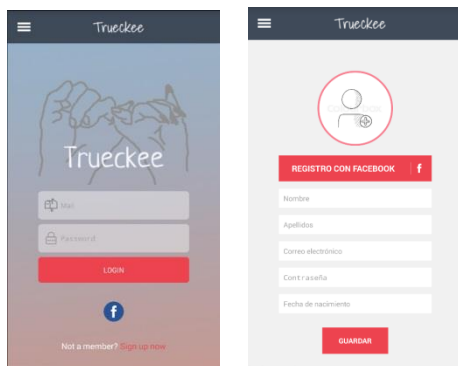 Trueckee
Trueckee
Mail
Password
LOGIN
f
Not a member? Sign up now
Trueckee
REGISTRO CON FACEBOOK f
Nombre
Apellidos
Correo electrónico
Contraseña
Fecha de nacimiento
GUARDAR